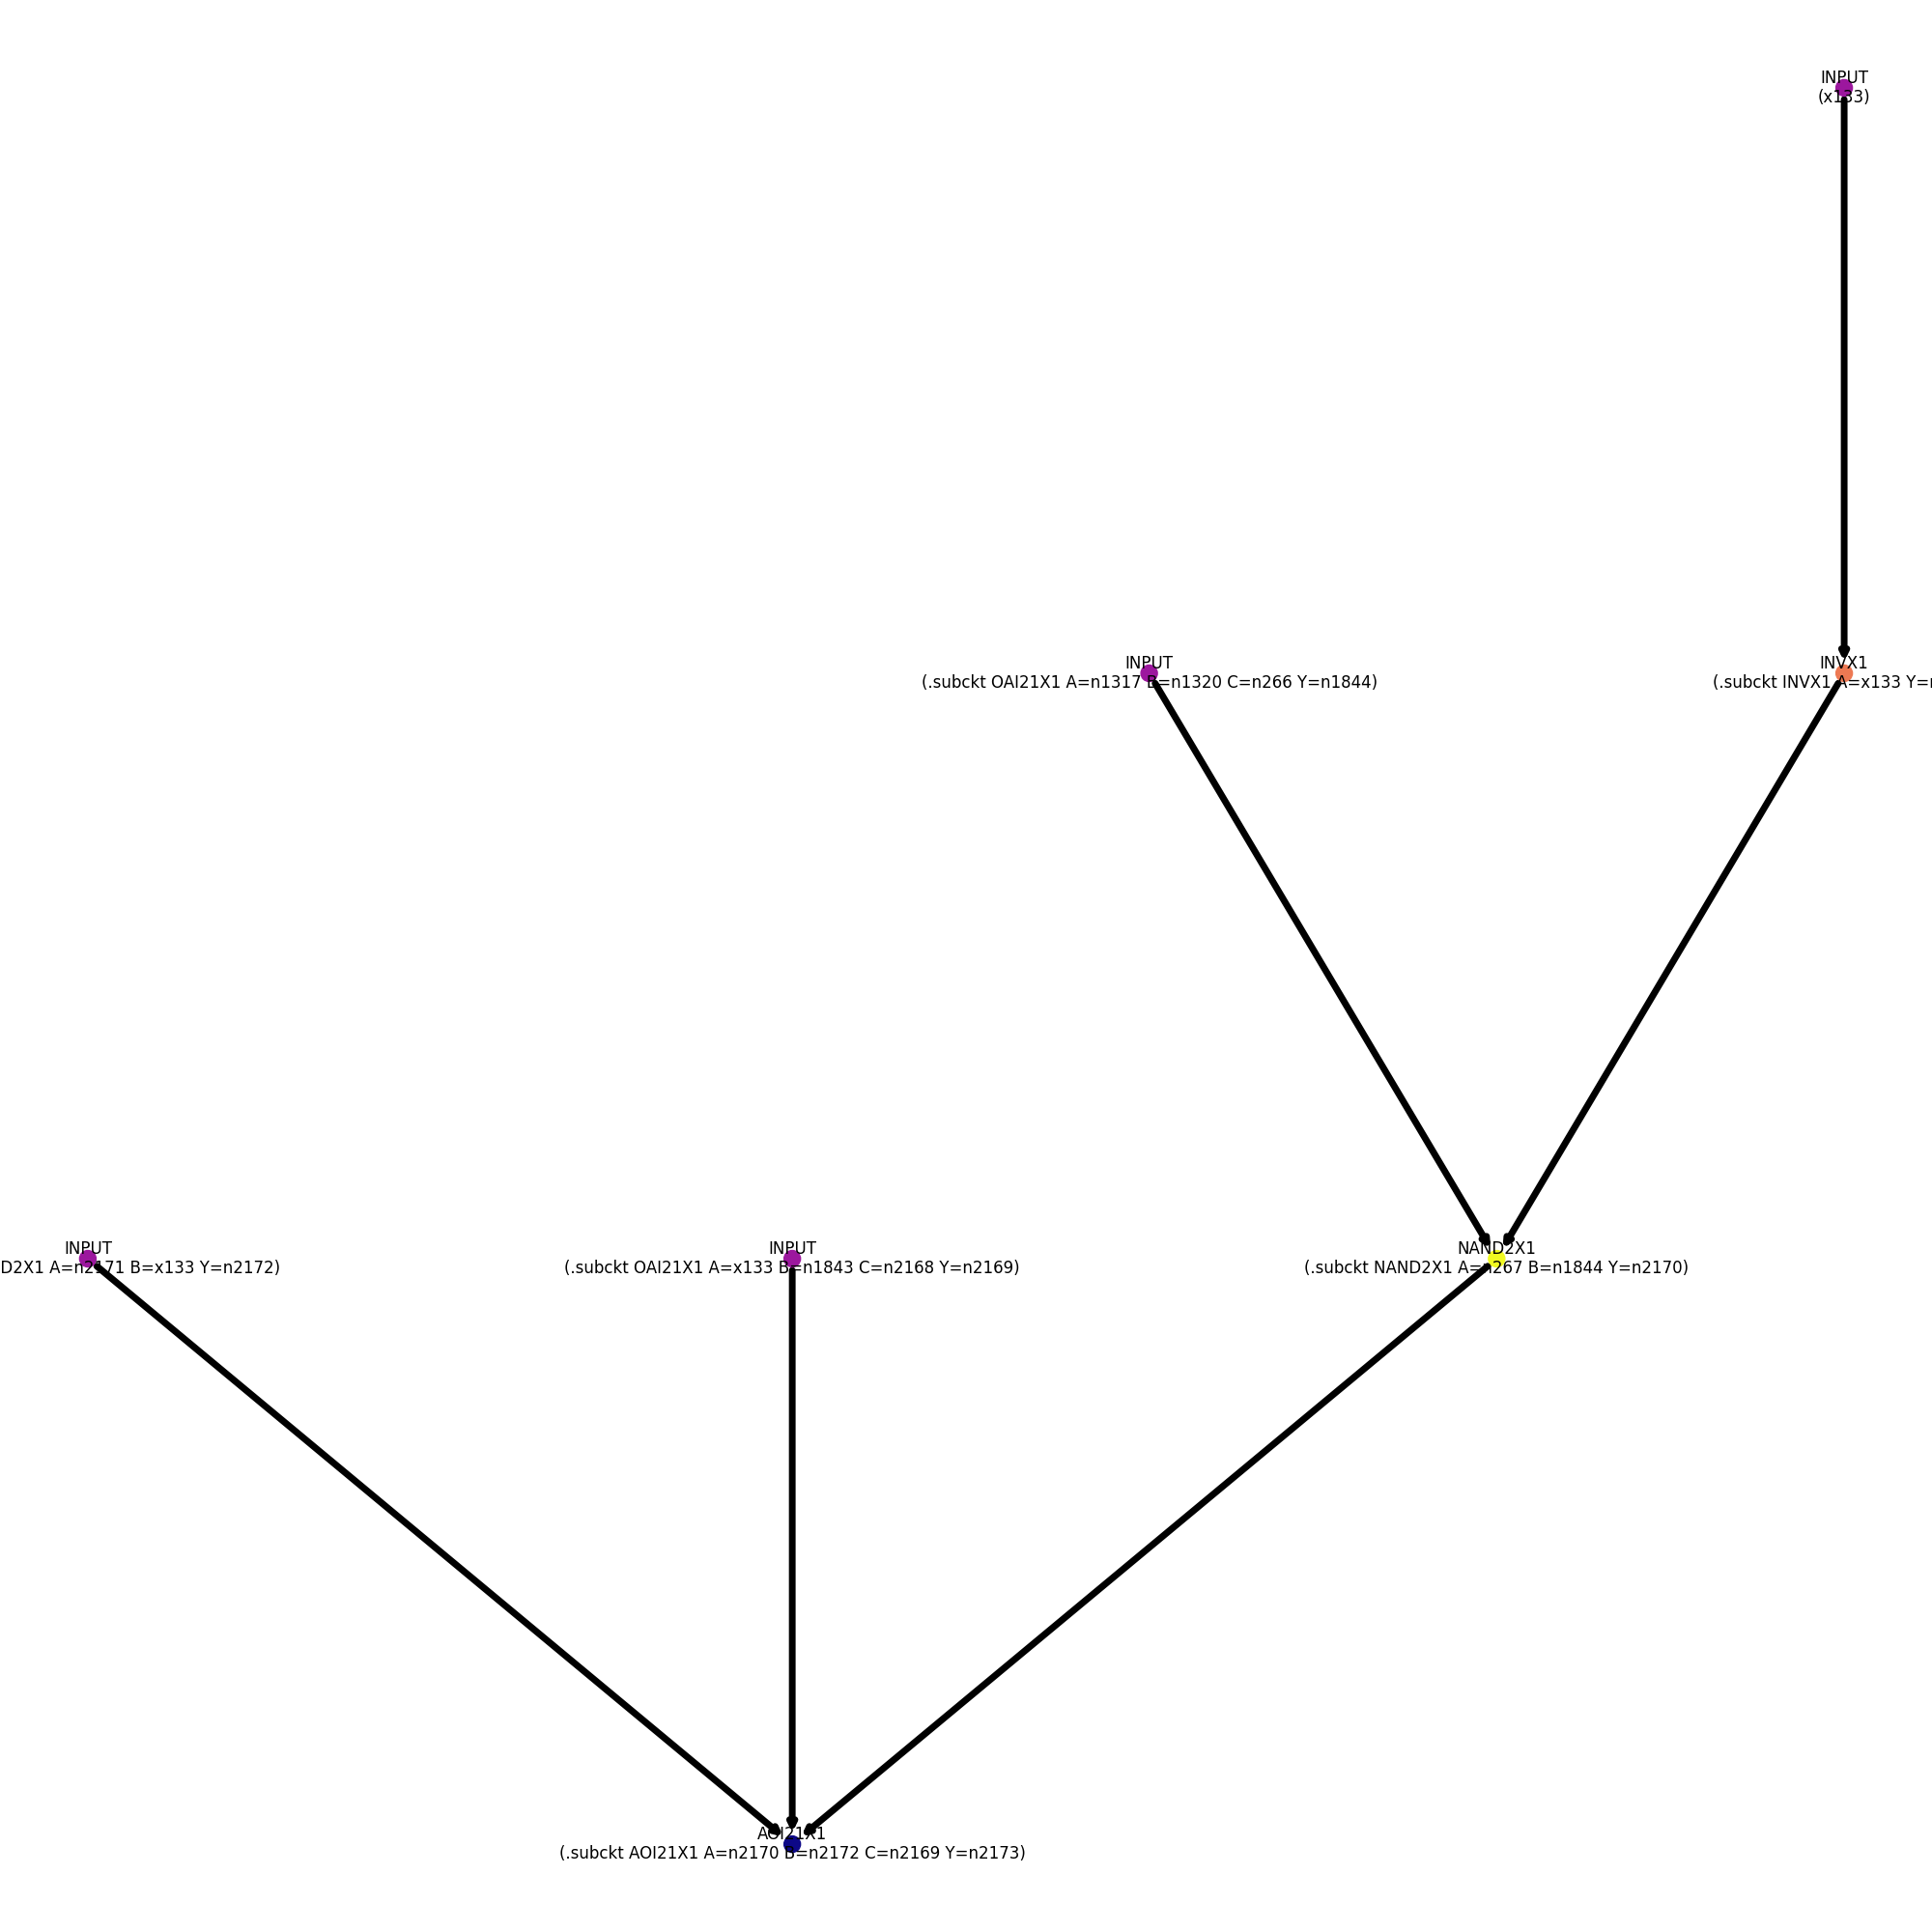 INPUT
(x133)
INPUT
(.subckt OAI21X1 A=n1317 B=n1320 C=n266 Y=n1844)
INVX1
(.subckt INVX1 A=x133 Y=
INPUT
D2X1 A=n2171 B=x133 Y=n2172)
INPUT
(.subckt OAI21X1 A=x133 B=n1843 C=n2168 Y=n2169)
NAND2X1
(.subckt NAND2X1 A=n267 B=n1844 Y=n2170)
AOI21X1
(.subckt AOI21X1 A=n2170 B=n2172 C=n2169 Y=n2173)